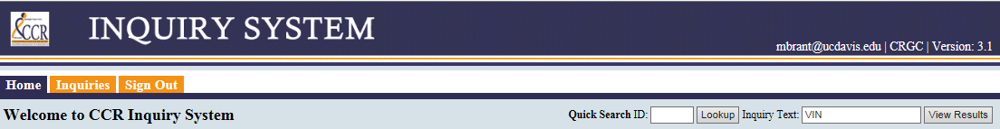 CCR
INQUIRY SYSTEM
mbrant@ucdavis.edu | CRGC | Version: 3.1
Home Inquiries Sign Out
Welcome to CCR Inquiry System Quick Search ID: Lookup Inquiry Text: VIN View Results